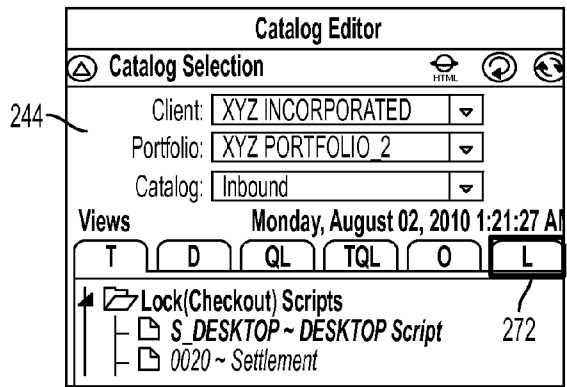 Catalog Editor
Catalog Selection HTML
244
Client: XYZ INCORPORATED
Portfolio: XYZ PORTFOLIO_2
Catalog: Inbound
Views Monday, August 02, 2010 1:21:27 AM
T D QL TQL O L
Lock(Checkout) Scripts
S_DESKTOP ~ DESKTOP Script
272
0020 ~ Settlement